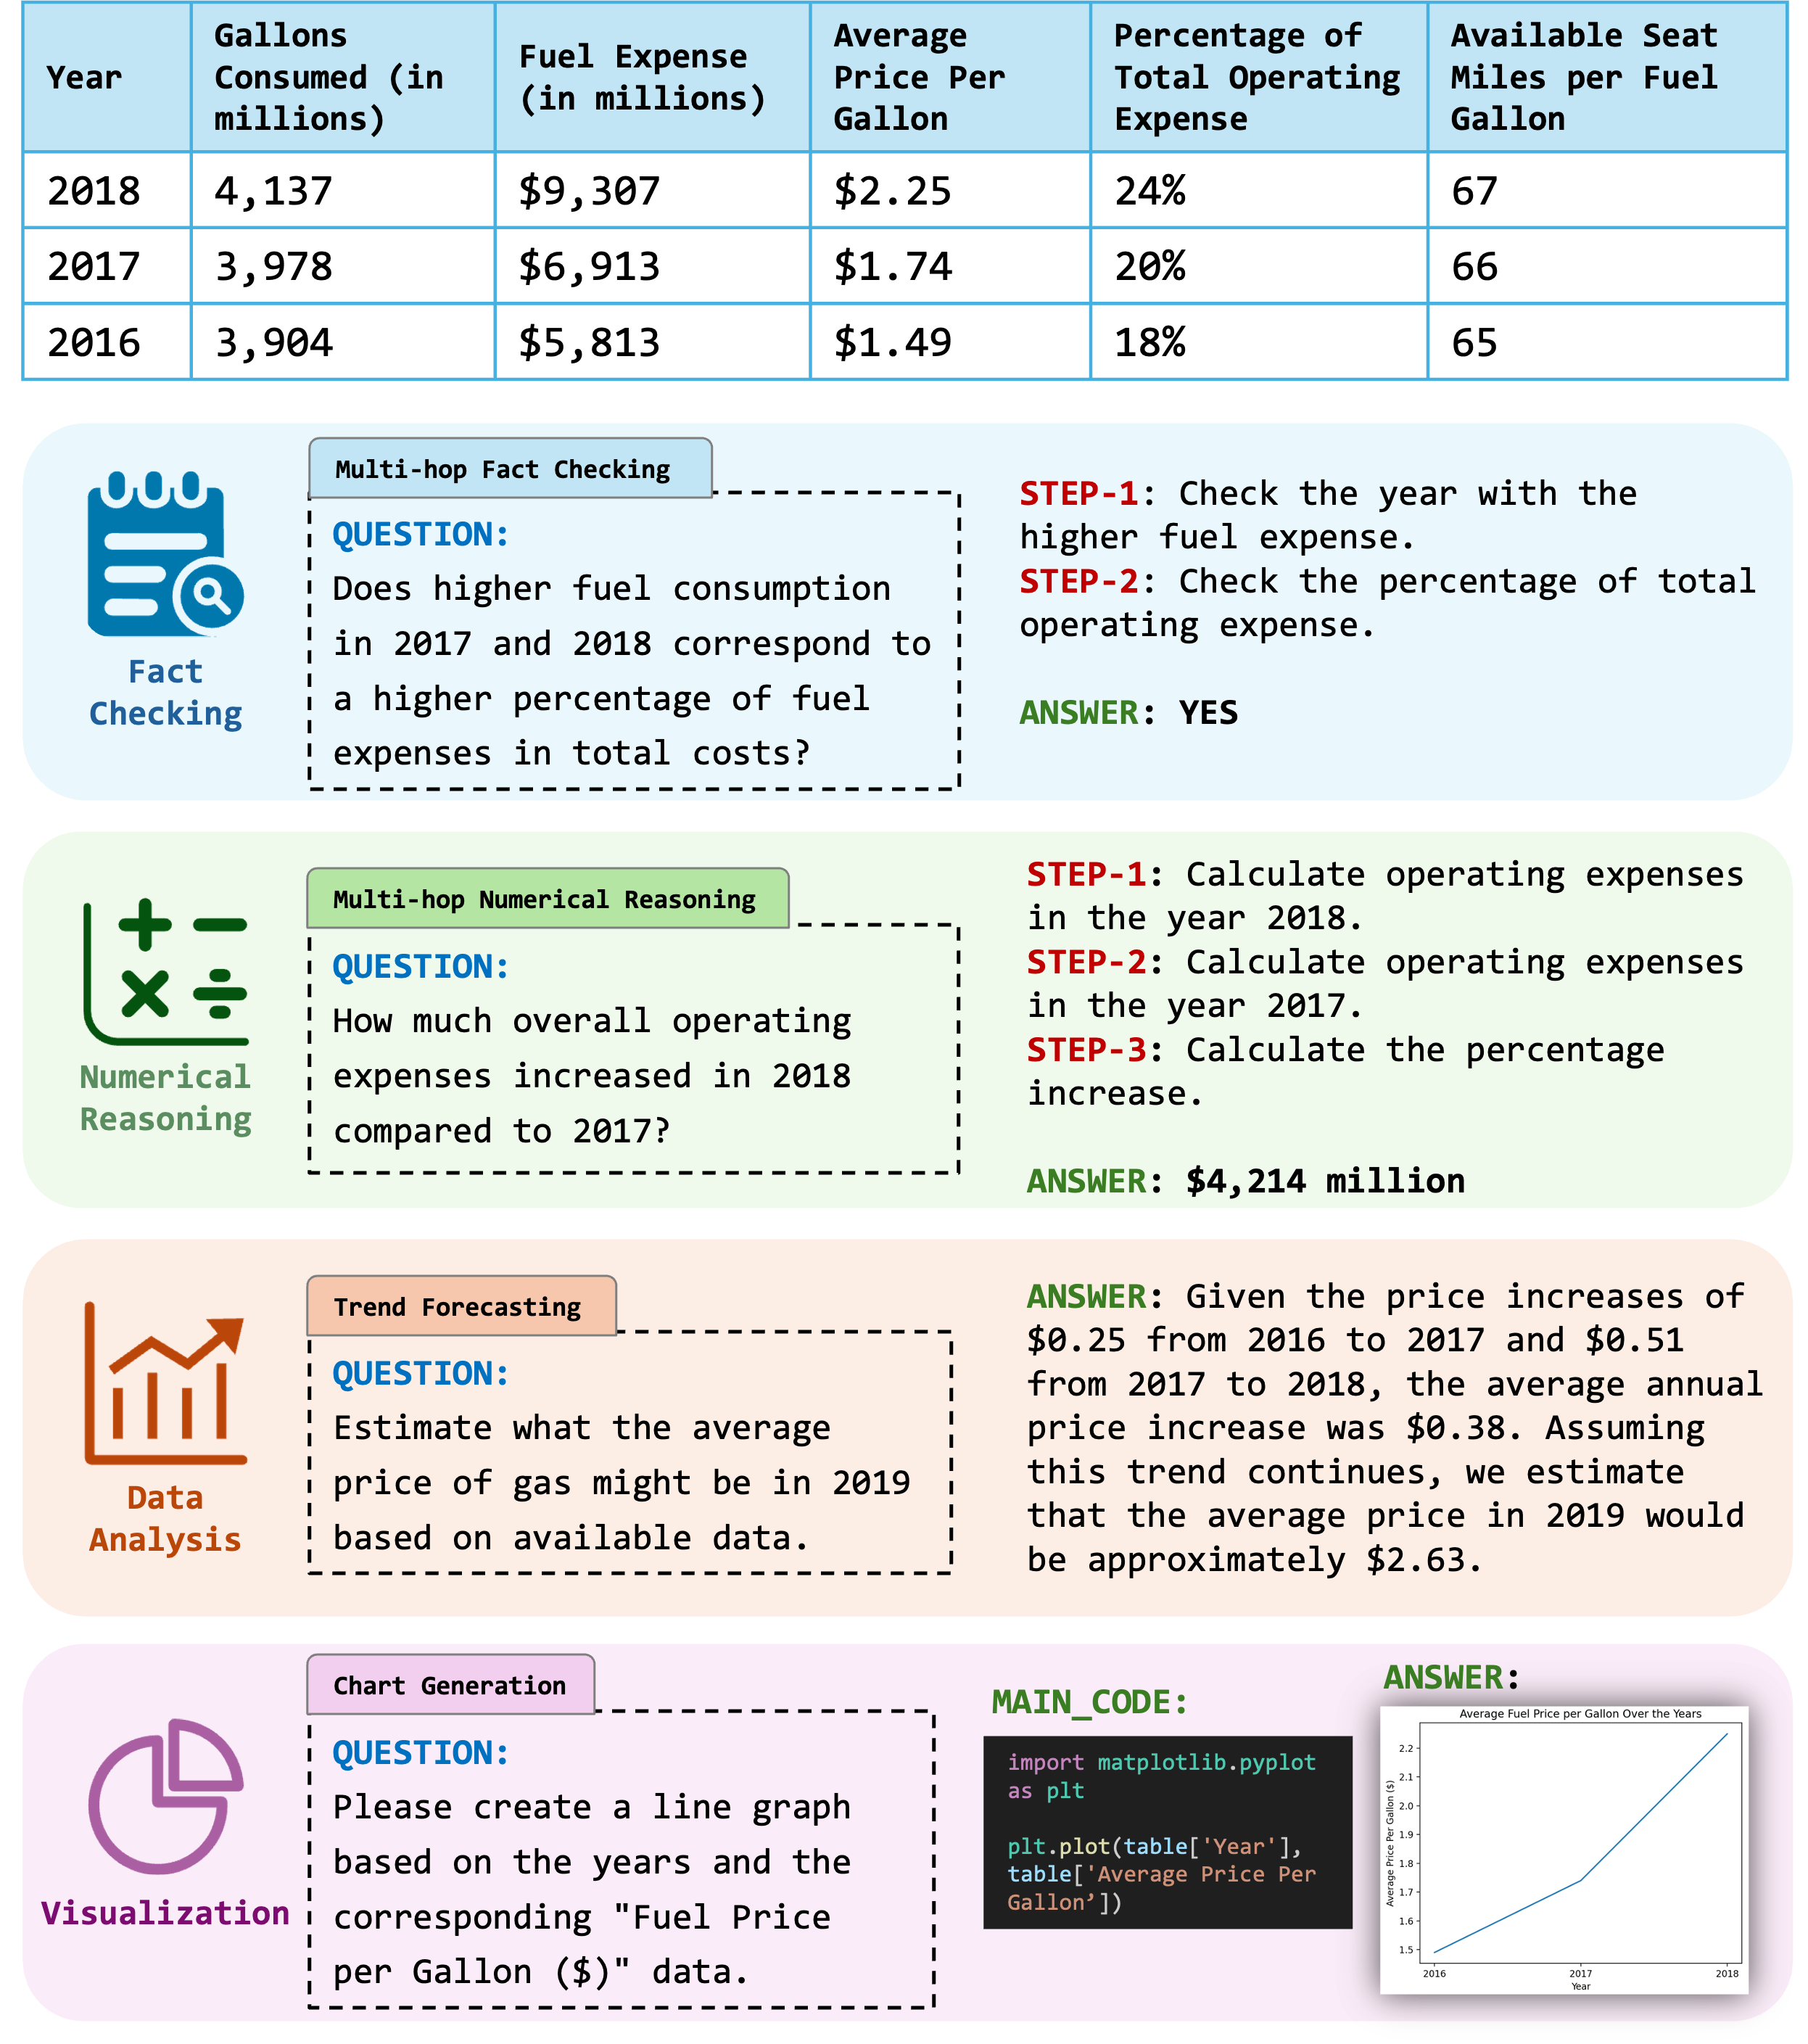 Year
Gallons
Consumed (in
millions)
Fuel Expense
(in millions)
Average
Price Per
Gallon
Percentage of
Total Operating
Expense
Available Seat
Miles per Fuel
Gallon
2018 4,137 $9,307 $2.25 24% 67
2017 3,978 $6,913 $1.74 20% 66
2016 3,904 $5,813 $1.49 18% 65
Fact
Checking
Multi-hop Fact Checking
QUESTION:
Does higher fuel consumption
in 2017 and 2018 correspond to
a higher percentage of fuel
expenses in total costs?
STEP-1: Check the year with the
higher fuel expense.
STEP-2: Check the percentage of total
operating expense.
ANSWER: YES
Numerical
Reasoning
Multi-hop Numerical Reasoning
QUESTION:
How much overall operating
expenses increased in 2018
compared to 2017?
STEP-1: Calculate operating expenses
in the year 2018.
STEP-2: Calculate operating expenses
in the year 2017.
STEP-3: Calculate the percentage
increase.
ANSWER: $4,214 million
Data
Analysis
Trend Forecasting
QUESTION:
Estimate what the average
price of gas might be in 2019
based on available data.
ANSWER: Given the price increases of
$0.25 from 2016 to 2017 and $0.51
from 2017 to 2018, the average annual
price increase was $0.38. Assuming
this trend continues, we estimate
that the average price in 2019 would
be approximately $2.63.
Visualization
Chart Generation
QUESTION:
Please create a line graph
based on the years and the
corresponding "Fuel Price
per Gallon ($)" data.
MAIN_CODE:
import matplotlib.pyplot
as plt
plt.plot(table['Year'],
table['Average Price Per
Gallon’])
ANSWER:
Average Fuel Price per Gallon Over the Years
Average Price Per Gallon ($)
2.2
2.1
2.0
1.9
1.8
1.7
1.6
1.5
2016 2017 2018
Year